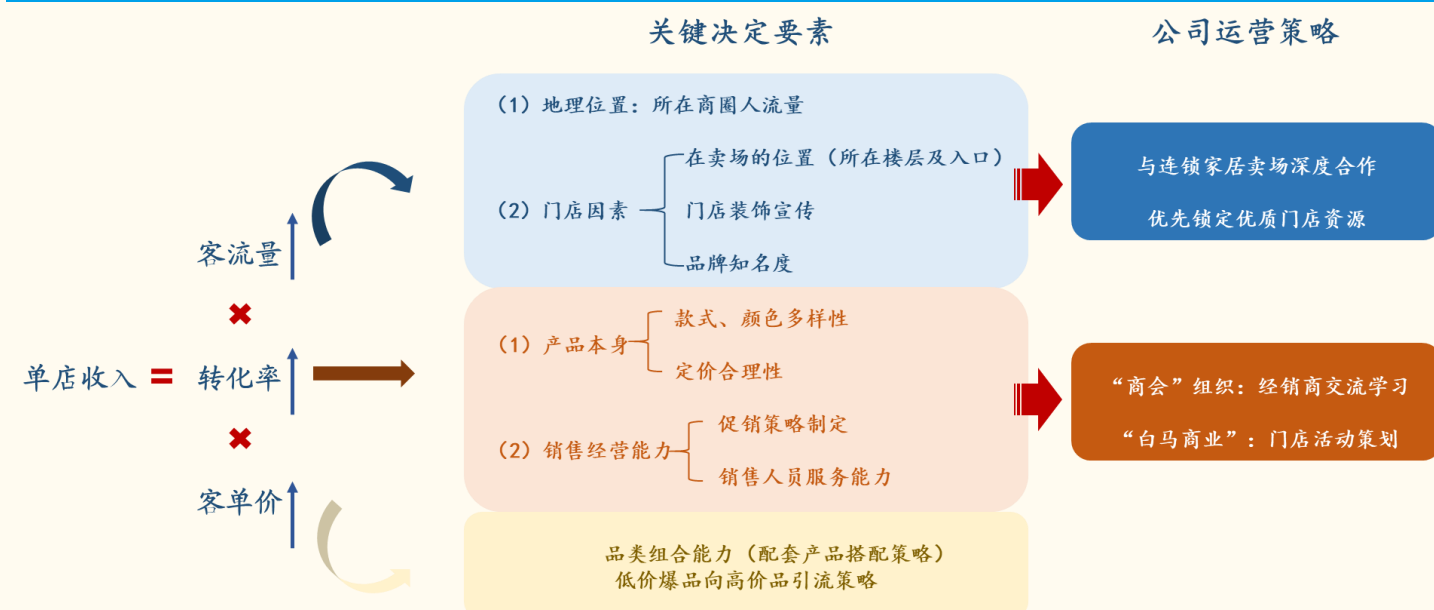 关键决定要素
公司运营策略
(1) 地理位置：所在商圈人流量
在卖场的位置（所在楼层及入口）
(2) 门店因素
门店装饰宣传
品牌知名度
与连锁家居卖场深度合作
优先锁定优质门店资源
客流量
单店收入 = 转化率
客单价
款式、颜色多样性
(1) 产品本身
定价合理性
促销策略制定
(2) 销售经营能力
销售人员服务能力
“商会”组织：经销商交流学习
“白马商业”：门店活动策划
品类组合能力（配套产品搭配策略）
低价爆品向高价品引流策略